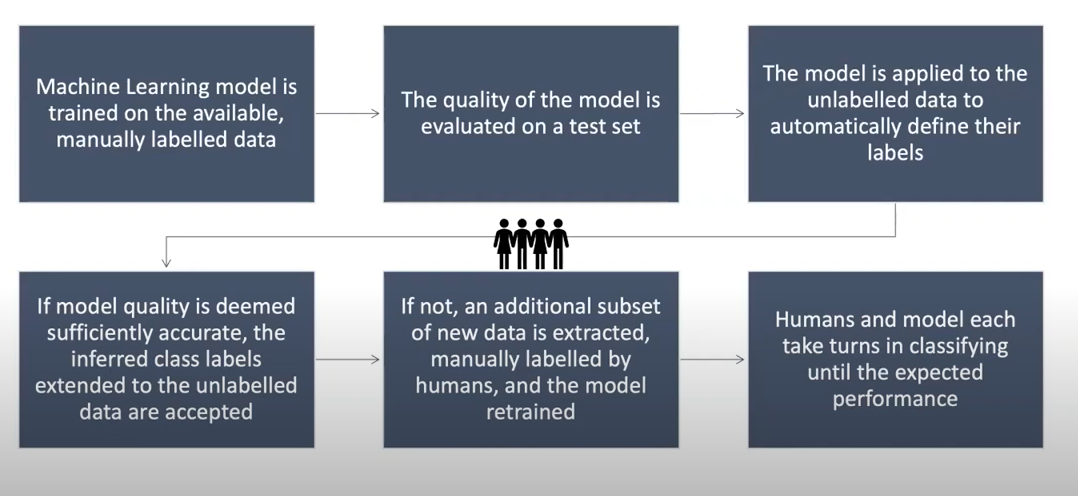 Machine Learning model is
trained on the available,
manually labelled data
The quality of the model is
evaluated on a test set
The model is applied to the
unlabelled data to
automatically define their
labels
If model quality is deemed
sufficiently accurate, the
inferred class labels
extended to the unlabelled
data are accepted
If not, an additional subset
of new data is extracted,
manually labelled by
humans, and the model
retrained
Humans and model each
take turns in classifying
until the expected
performance